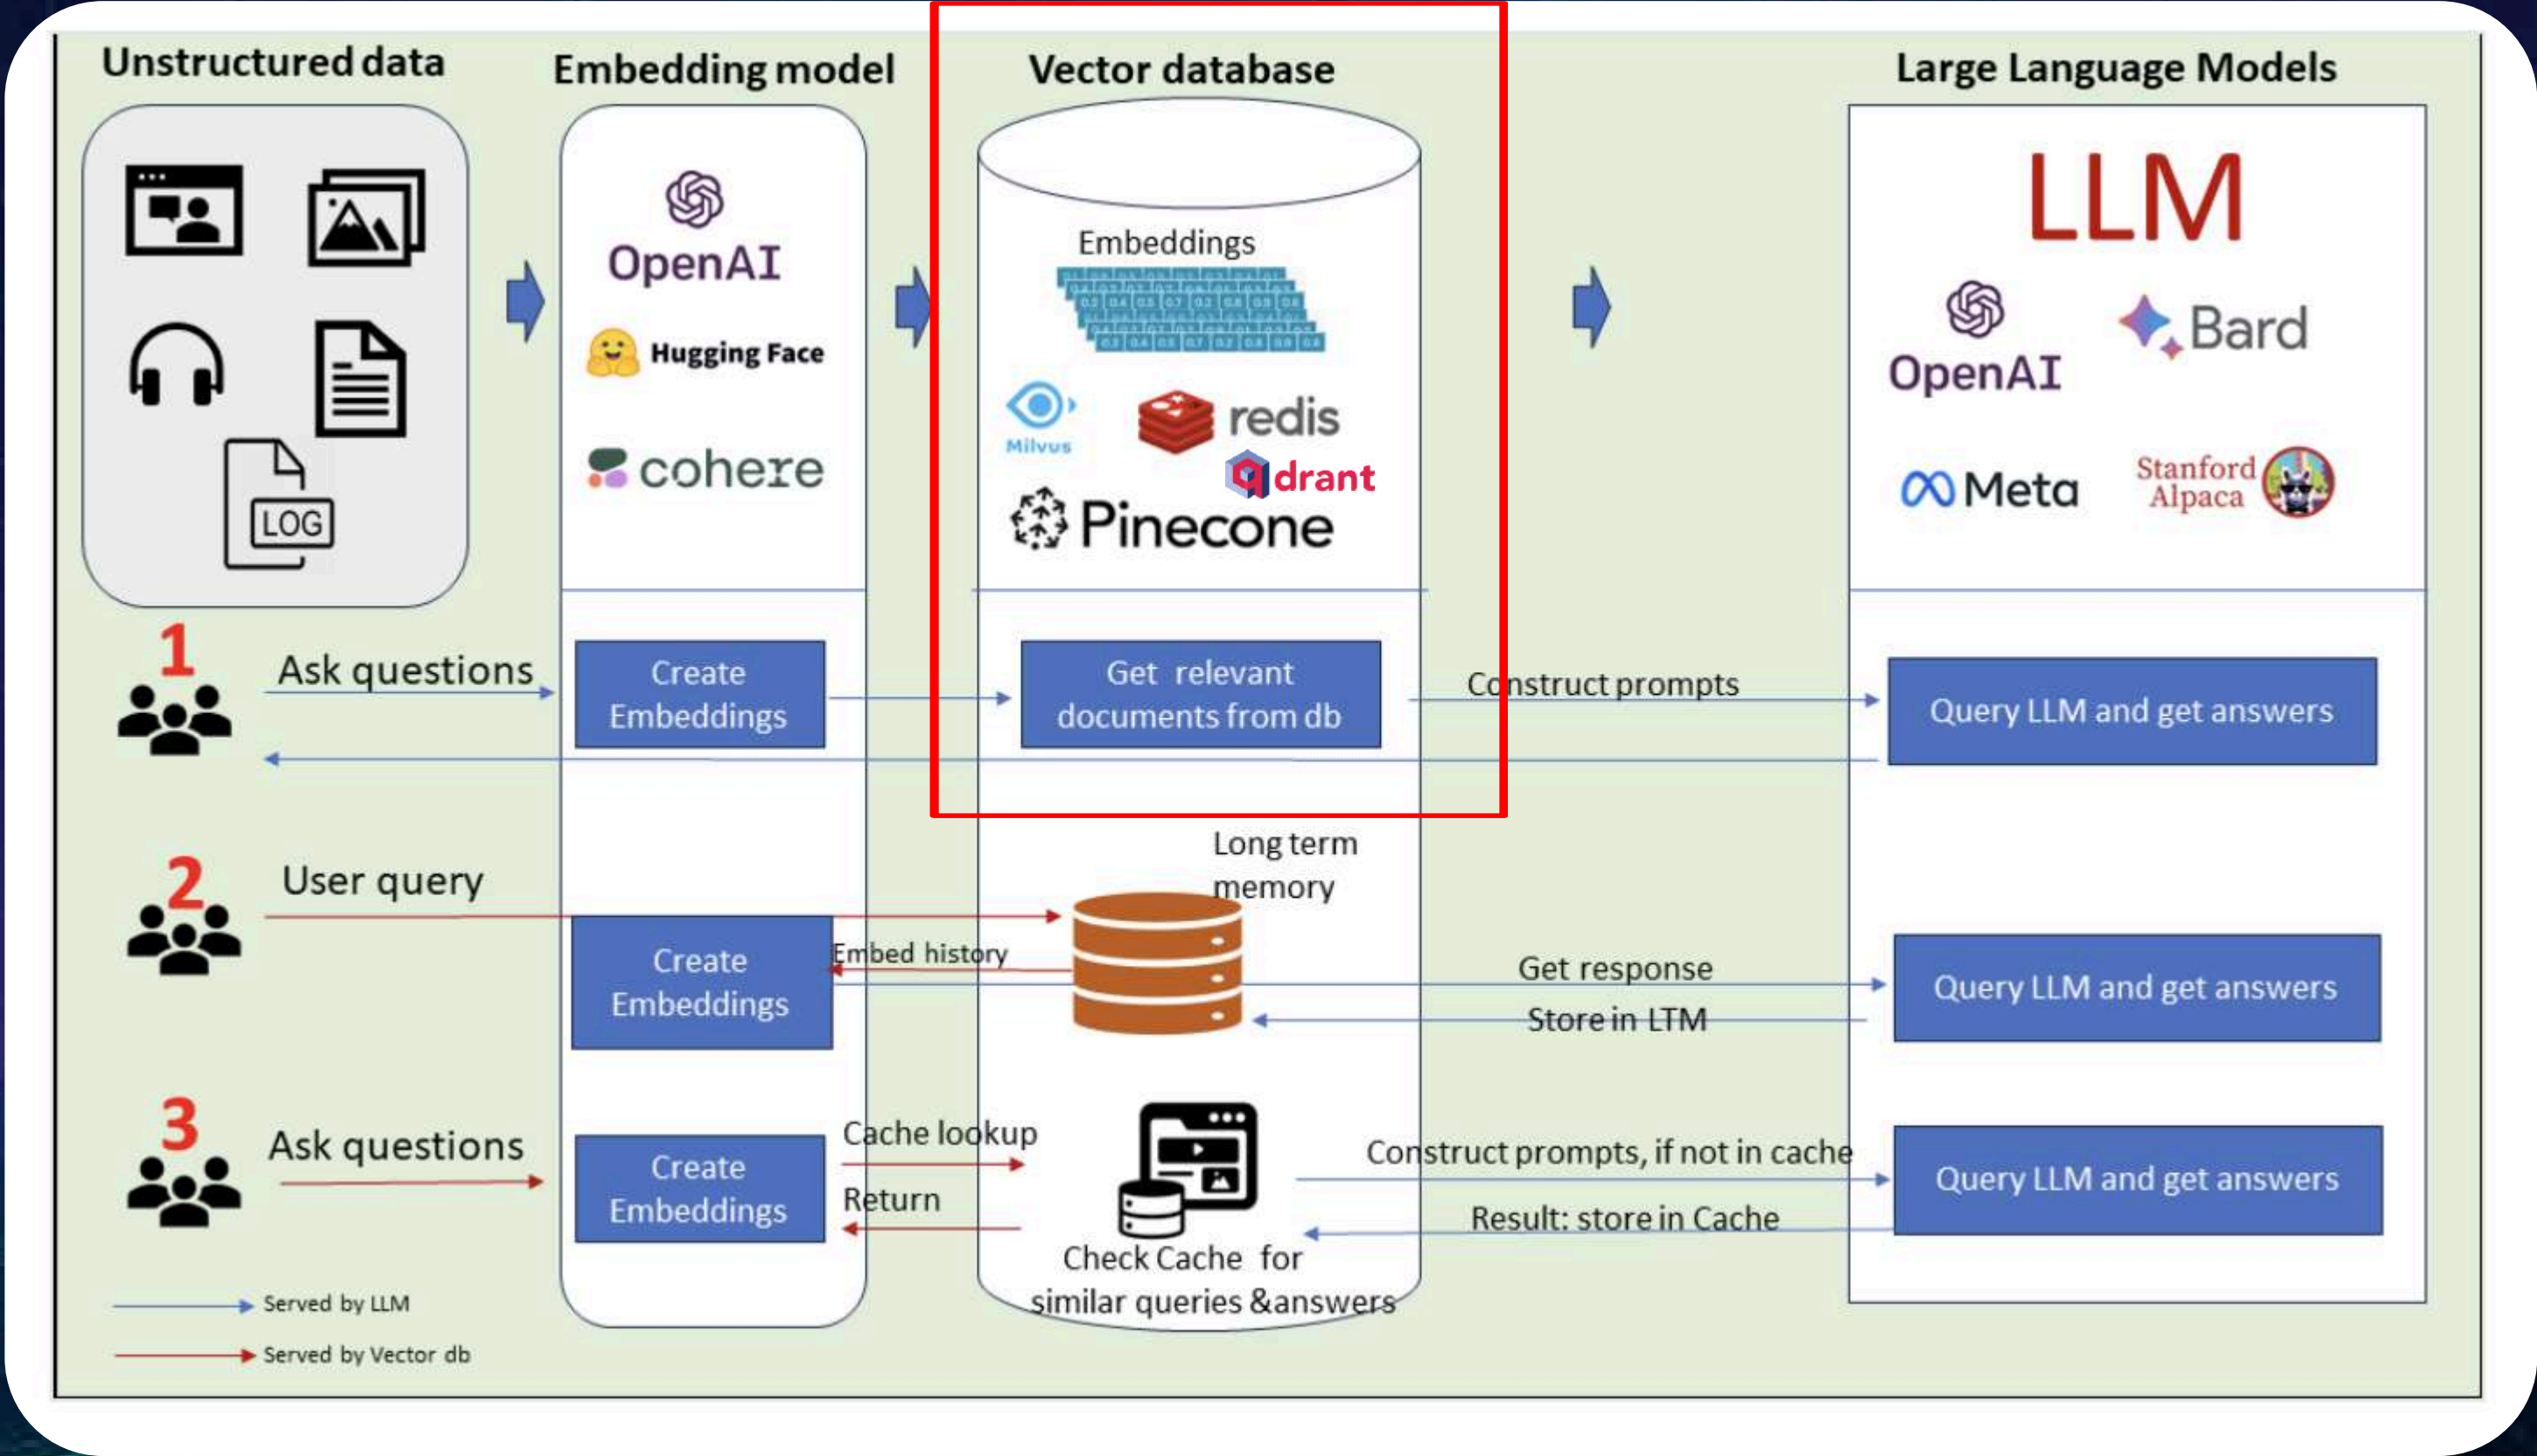 Unstructured data
Embedding model
Vector database
Large Language Models
LOG
OpenAI
Hugging Face
cohere
Embeddings
Milvus
redis
qdrant
Pinecone
LLM
OpenAI
Bard
Meta
Stanford
Alpaca
1
Ask questions
Create
Embeddings
Get relevant
documents from db
Construct prompts
Query LLM and get answers
2
User query
Create
Embeddings
Embed history
Long term
memory
Get response
Store in LTM
Query LLM and get answers
3
Ask questions
Create
Embeddings
Cache lookup
Return
Check Cache for
similar queries &answers
Construct prompts, if not in cache
Result: store in Cache
Query LLM and get answers
Served by LLM
Served by Vector db